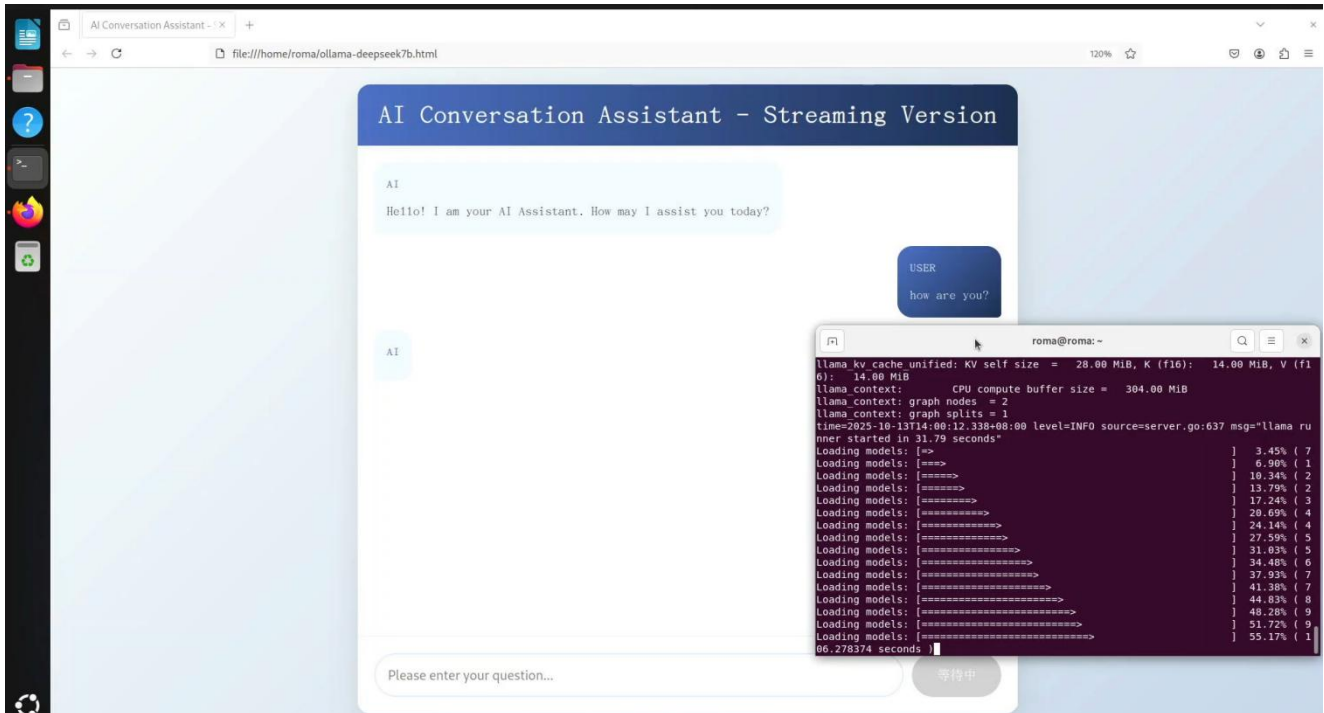 AI Conversation Assistant -
file:///home/roma/ollama-deepseek7b.html
120%
AI Conversation Assistant - Streaming Version
AI
Hello! I am your AI Assistant. How may I assist you today?
USER
how are you?
AI
roma@roma: ~
llama_kv_cache_unified: KV self size  =   28.00 MiB, K (f16):   14.00 MiB, V (f1
6):   14.00 MiB
llama_context:        CPU compute buffer size =   304.00 MiB
llama_context: graph nodes  = 2
llama_context: graph splits = 1
time=2025-10-13T14:00:12.338+08:00 level=INFO source=server.go:637 msg="llama ru
nner started in 31.79 seconds"
Loading models: [=>                                        ]   3.45% ( 7
Loading models: [===>                                      ]   6.90% ( 1
Loading models: [=====>                                    ]  10.34% ( 2
Loading models: [======>                                   ]  13.79% ( 2
Loading models: [========>                                 ]  17.24% ( 3
Loading models: [==========>                               ]  20.69% ( 4
Loading models: [============>                             ]  24.14% ( 4
Loading models: [=============>                            ]  27.59% ( 5
Loading models: [===============>                          ]  31.03% ( 5
Loading models: [=================>                        ]  34.48% ( 6
Loading models: [==================>                       ]  37.93% ( 7
Loading models: [====================>                     ]  41.38% ( 7
Loading models: [======================>                   ]  44.83% ( 8
Loading models: [========================>                 ]  48.28% ( 9
Loading models: [=========================>                ]  51.72% ( 9
Loading models: [===========================>              ]  55.17% ( 1
06.278374 seconds )
Please enter your question...
等待中